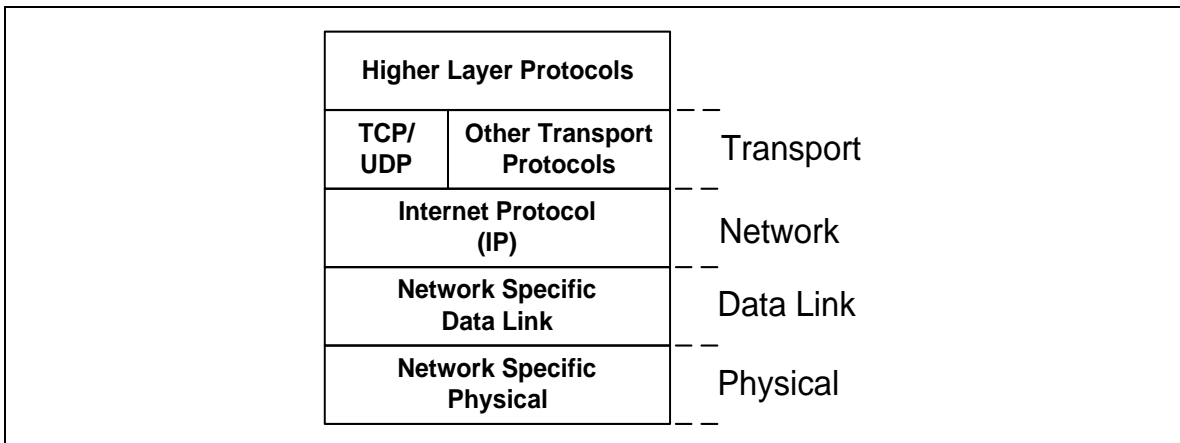 Higher Layer Protocols
TCP/
UDP
Other Transport
Protocols
Transport
Internet Protocol
(IP)
Network
Network Specific
Data Link
Data Link
Network Specific
Physical
Physical